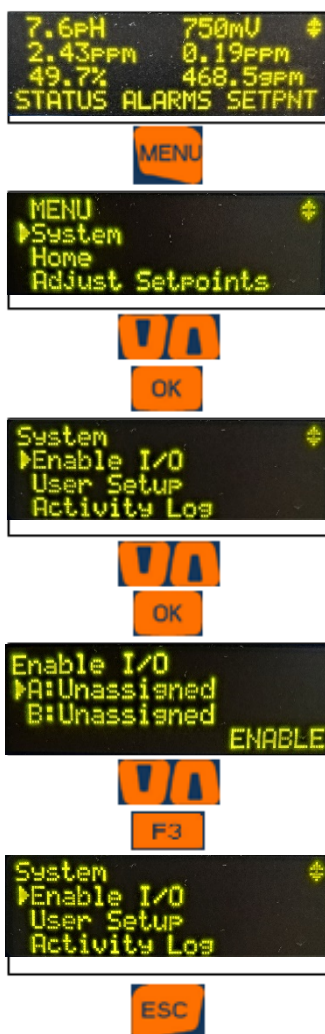 7.6pH 750mV
2.43ppm 0.19ppm
49.7% 468.5gpm
STATUS ALARMS SETPNT
MENU
MENU
System
Home
Adjust Setpoints
OK
System
Enable I/O
User Setup
Activity Log
OK
Enable I/O
A:Unassigned
B:Unassigned
ENABLE
F3
System
Enable I/O
User Setup
Activity Log
ESC